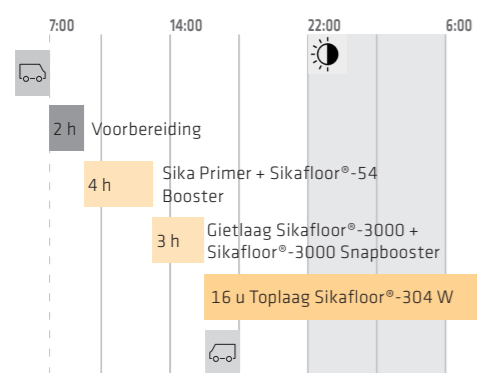 7:00 14:00 22:00 6:00
2 h Voorbereiding
4 h Sika Primer + Sikafloor®-54
Booster
3 h Gietlaag Sikafloor®-3000 +
Sikafloor®-3000 Snapbooster
16 u Toplaag Sikafloor®-304 W